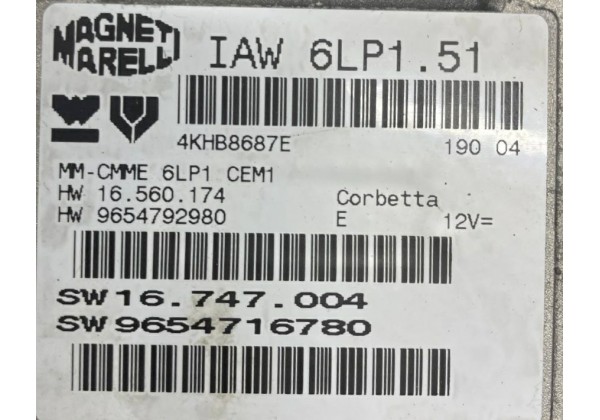 MAGNETI
MARELLI
IAW 6LP1.51
4KHB8687E 190 04
MM-CMME 6LP1 CEM1
HW 16.560.174 Corbetta
HW 9654792980 E 12V=
SW 16.747.004
SW 9654716780